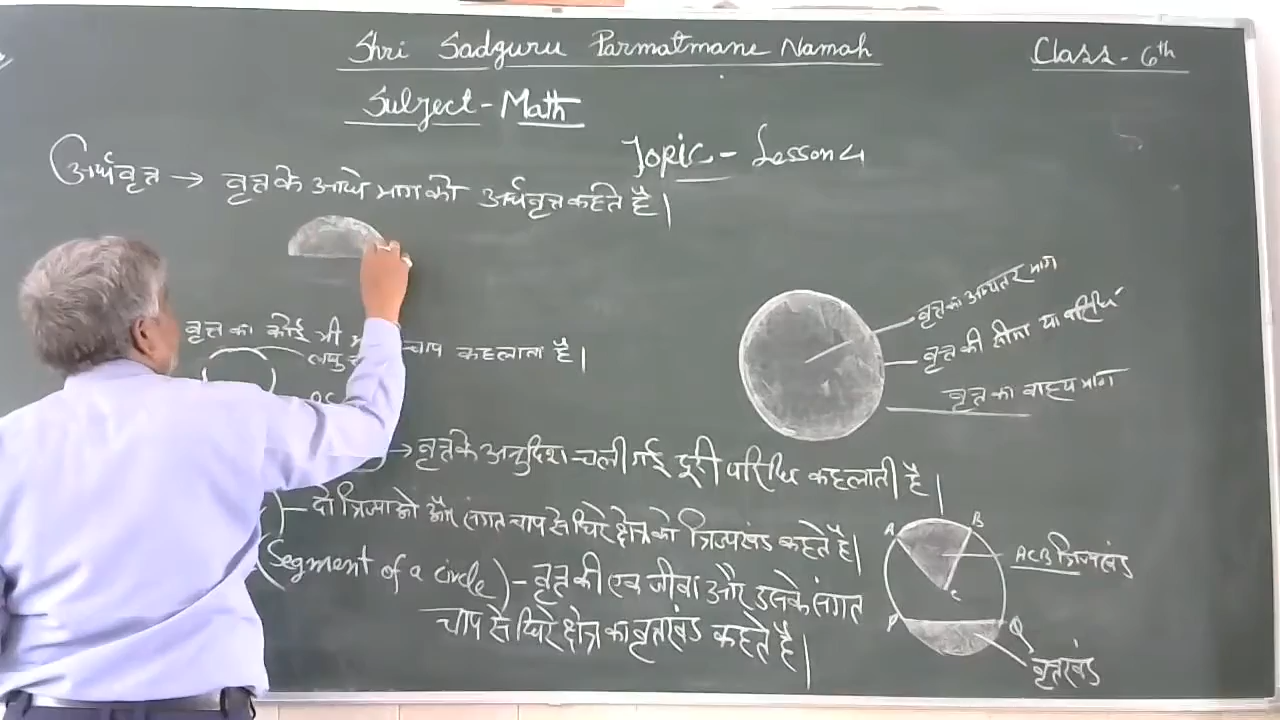 Shri Sadguru Parmatmane Namah
Class - 6th
Subject - Math
Topic - Lesson 4
अर्धवृत्त → वृत्त के आधे भाग को अर्धवृत्त कहते है।
वृत्त का कोई भी
चाप कहलाता है।
लघु
वृत्त का अभ्यंतर भाग
वृत्त की सीमा या परिधि
वृत्त का वाह्य भाग
→ वृत्त के अनुदिश चली गई दूरी परिधि कहलाती है।
) – दो त्रिज्याओ और संगत चाप से घिरे क्षेत्र को त्रिज्यखंड कहते है।
(Segment of a circle) – वृत्त की एक जीवा और उसके संगत
चाप से घिरे क्षेत्र का वृत्तखंड कहते है।
A B
ACB त्रिज्यखंड
C
P Q
वृत्तखंड